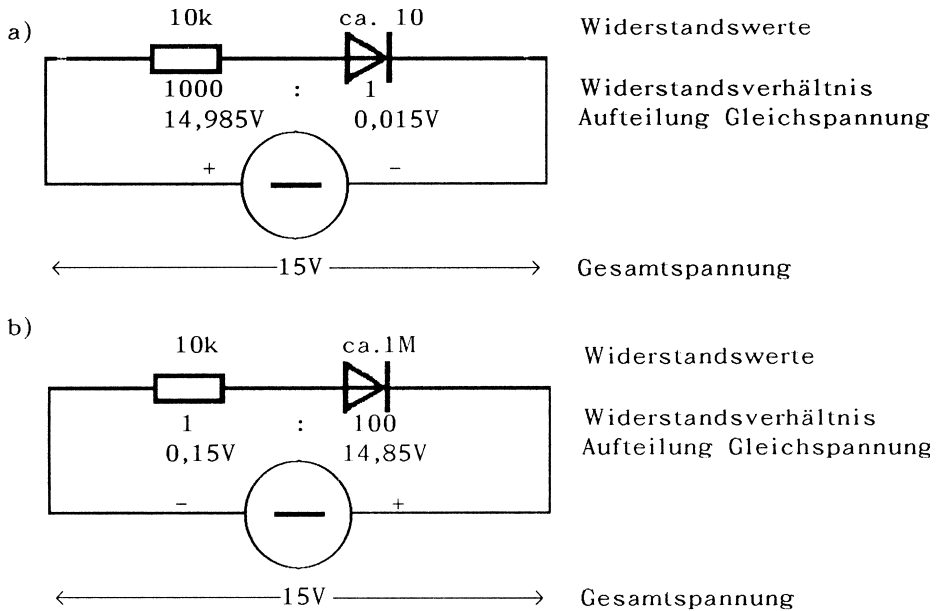 a)
10k ca. 10 Widerstandswerte
1000 : 1 Widerstandsverhältnis
14,985V 0,015V Aufteilung Gleichspannung
+ −
15V Gesamtspannung
b)
10k ca.1M Widerstandswerte
1 : 100 Widerstandsverhältnis
0,15V 14,85V Aufteilung Gleichspannung
− +
15V Gesamtspannung